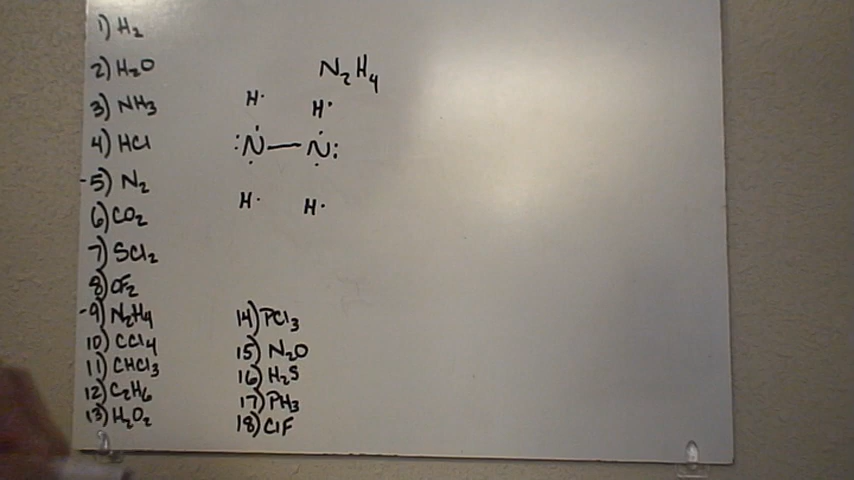 1) H₂
2) H₂O
3) NH₃
4) HCl
5) N₂
6) CO₂
7) SCl₂
8) OF₂
9) N₂H₄
10) CCl₄
11) CHCl₃
12) C₂H₆
13) H₂O₂
N₂H₄
H· H·
:N—N:
H· H·
14) PCl₃
15) N₂O
16) H₂S
17) PH₃
18) ClF